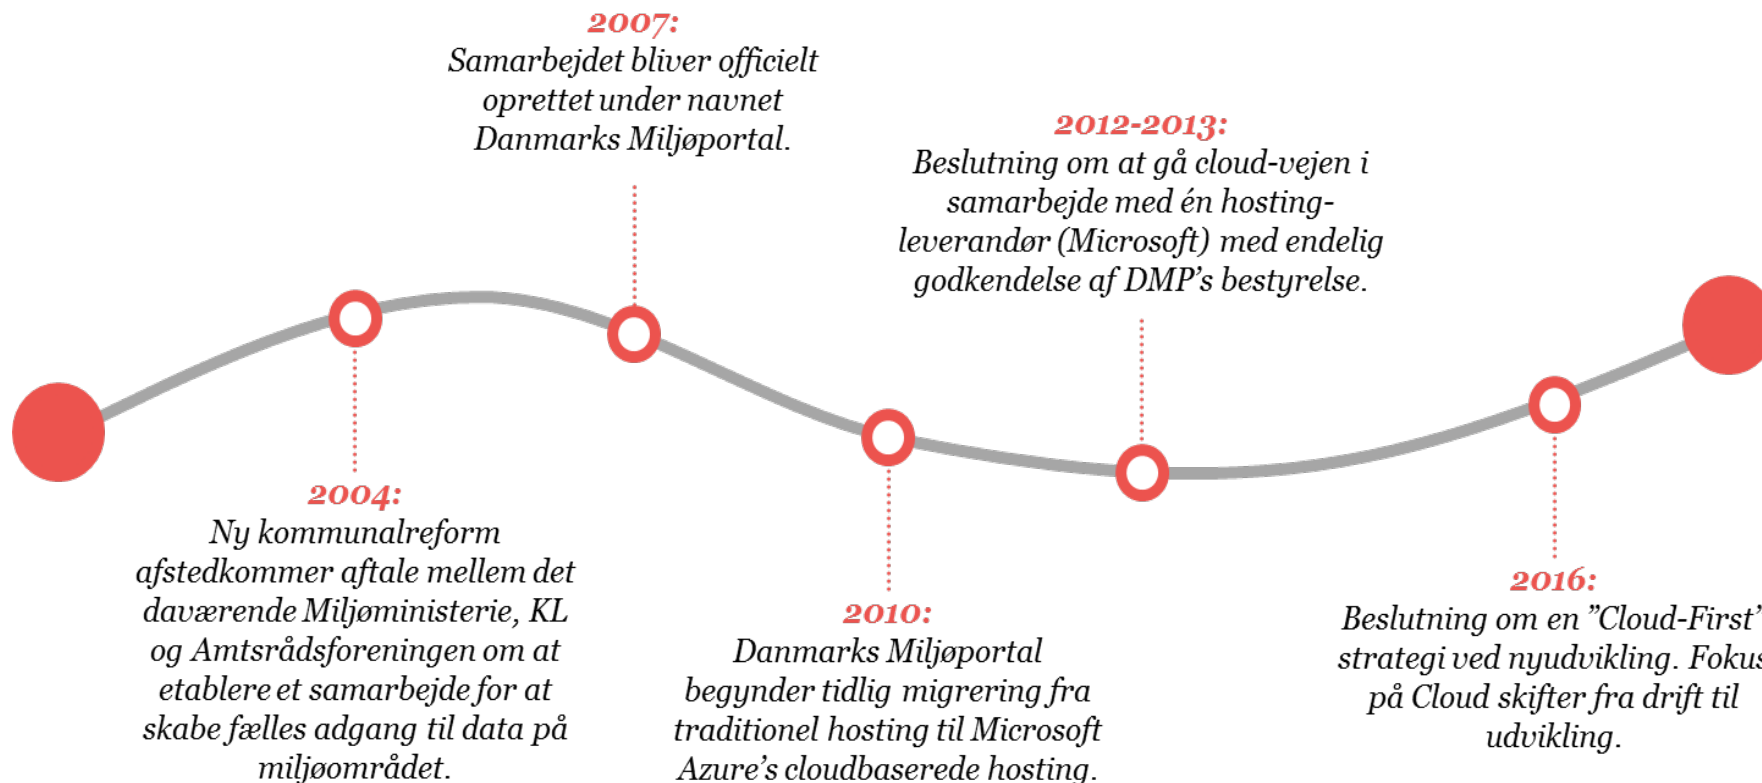 2007:
Samarbejdet bliver officielt
oprettet under navnet
Danmarks Miljøportal.
2012-2013:
Beslutning om at gå cloud-vejen i
samarbejde med én hosting-
leverandør (Microsoft) med endelig
godkendelse af DMP’s bestyrelse.
2004:
Ny kommunalreform
afstedkommer aftale mellem det
daværende Miljøministerie, KL
og Amtsrådsforeningen om at
etablere et samarbejde for at
skabe fælles adgang til data på
miljøområdet.
2010:
Danmarks Miljøportal
begynder tidlig migrering fra
traditionel hosting til Microsoft
Azure’s cloudbaserede hosting.
2016:
Beslutning om en ”Cloud-First”
strategi ved nyudvikling. Fokus
på Cloud skifter fra drift til
udvikling.